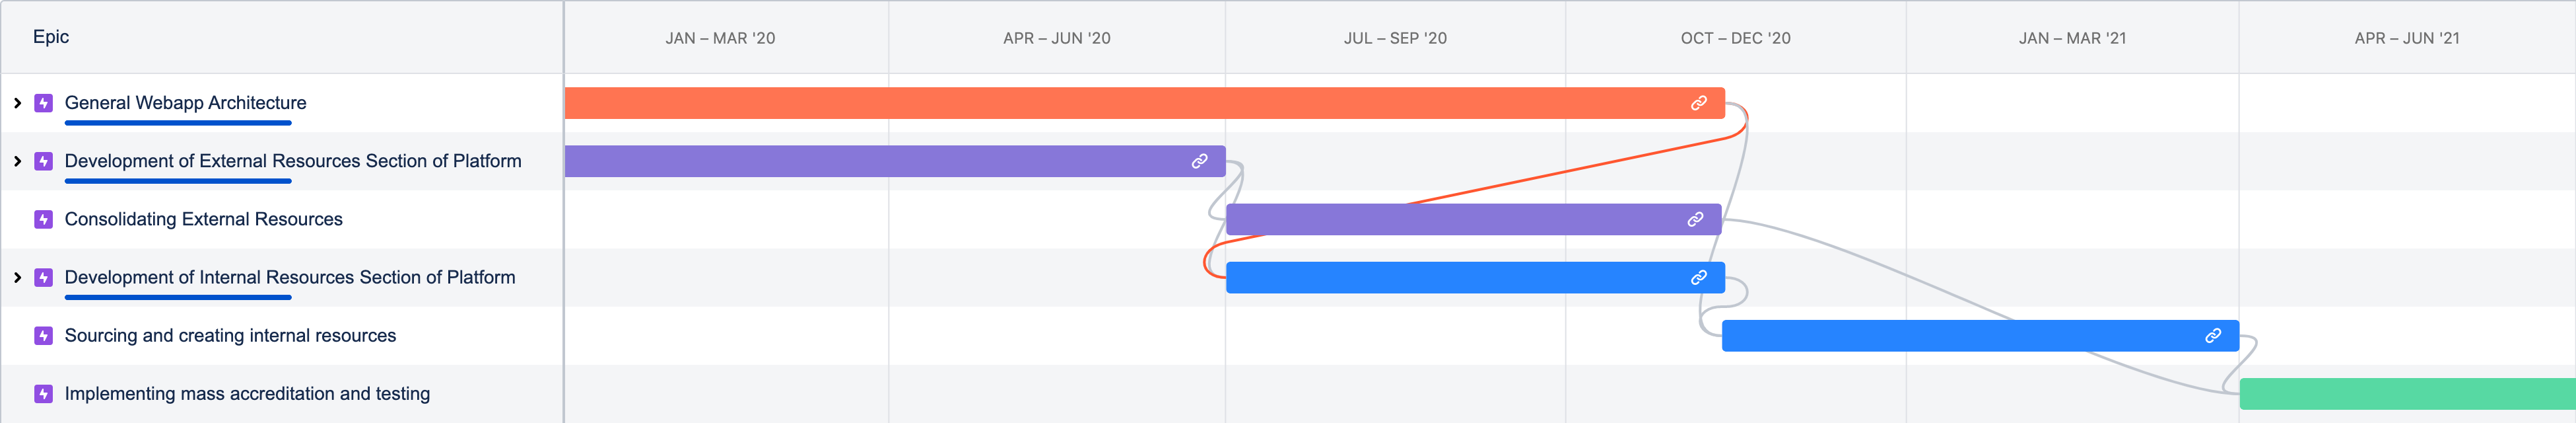 Epic
JAN – MAR '20
APR – JUN '20
JUL – SEP '20
OCT – DEC '20
JAN – MAR '21
APR – JUN '21
General Webapp Architecture
Development of External Resources Section of Platform
Consolidating External Resources
Development of Internal Resources Section of Platform
Sourcing and creating internal resources
Implementing mass accreditation and testing